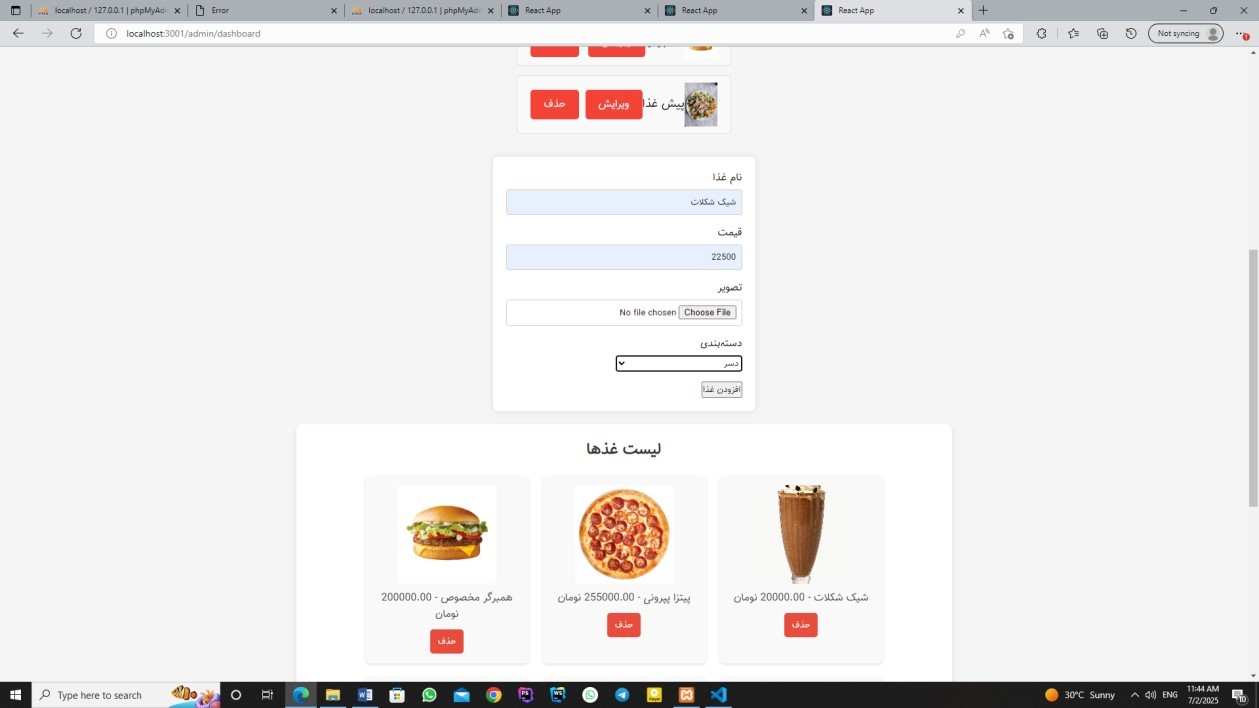 localhost / 127.0.0.1 | phpMyAdm
Error
localhost / 127.0.0.1 | phpMyAdm
React App
React App
React App
localhost:3001/admin/dashboard
Not syncing
پیش غذا
ویرایش
حذف
نام غذا
شیک شکلات
قیمت
22500
تصویر
Choose File No file chosen
دسته‌بندی
دسر
افزودن غذا
لیست غذها
شیک شکلات - 20000.00 تومان
حذف
پیتزا پپرونی - 255000.00 تومان
حذف
همبرگر مخصوص - 200000.00
تومان
حذف
Type here to search
30°C Sunny
ENG
11:44 AM
7/2/2025